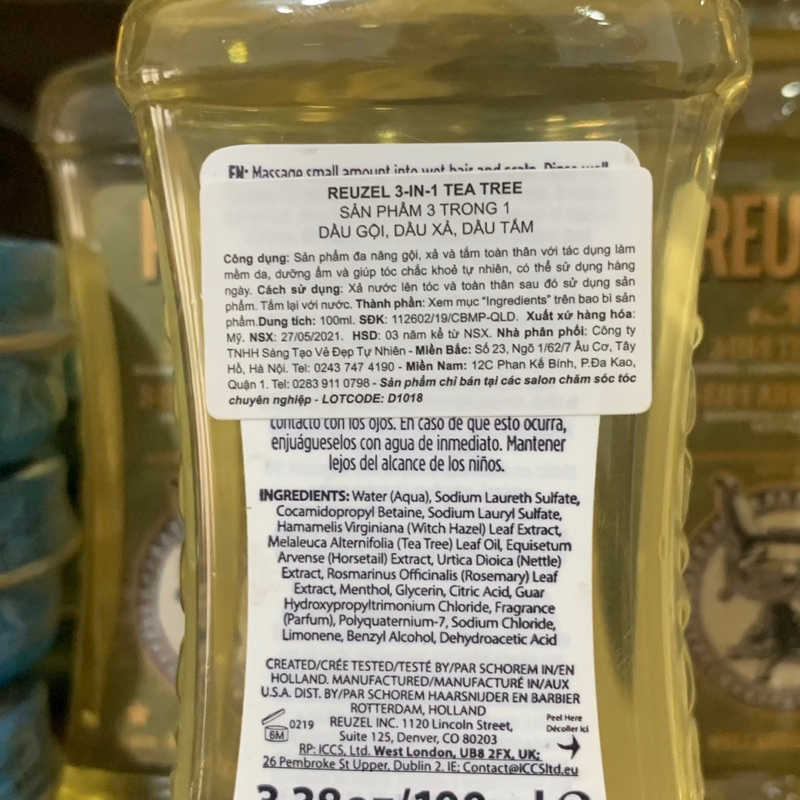 EN: Massage small amount into wet hair and scalp. Rinse well
REUZEL 3-IN-1 TEA TREE
SẢN PHẨM 3 TRONG 1
DẦU GỘI, DẦU XẢ, DẦU TẮM
Công dụng: Sản phẩm đa năng gội, xả và tắm toàn thân với tác dụng làm
mềm da, dưỡng ẩm và giúp tóc chắc khoẻ tự nhiên, có thể sử dụng hàng
ngày. Cách sử dụng: Xả nước lên tóc và toàn thân sau đó sử dụng sản
phẩm. Tắm lại với nước. Thành phần: Xem mục "Ingredients" trên bao bì sản
phẩm.Dung tích: 100ml. SĐK: 112602/19/CBMP-QLD. Xuất xứ hàng hóa:
Mỹ. NSX: 27/05/2021. HSD: 03 năm kể từ NSX. Nhà phân phối: Công ty
TNHH Sáng Tạo Vẻ Đẹp Tự Nhiên - Miền Bắc: Số 23, Ngõ 1/62/7 Âu Cơ, Tây
Hồ, Hà Nội. Tel: 0243 747 4190 - Miền Nam: 12C Phan Kế Bính, P.Đa Kao,
Quận 1. Tel: 0283 911 0798 - Sản phẩm chỉ bán tại các salon chăm sóc tóc
chuyên nghiệp - LOTCODE: D1018
contacto con los ojos. En caso de que esto ocurra,
enjuágueselos con agua de inmediato. Mantener
lejos del alcance de los niños.
INGREDIENTS: Water (Aqua), Sodium Laureth Sulfate,
Cocamidopropyl Betaine, Sodium Lauryl Sulfate,
Hamamelis Virginiana (Witch Hazel) Leaf Extract,
Melaleuca Alternifolia (Tea Tree) Leaf Oil, Equisetum
Arvense (Horsetail) Extract, Urtica Dioica (Nettle)
Extract, Rosmarinus Officinalis (Rosemary) Leaf
Extract, Menthol, Glycerin, Citric Acid, Guar
Hydroxypropyltrimonium Chloride, Fragrance
(Parfum), Polyquaternium-7, Sodium Chloride,
Limonene, Benzyl Alcohol, Dehydroacetic Acid
CREATED/CRÉE TESTED/TESTÉ BY/PAR SCHOREM IN/EN
HOLLAND. MANUFACTURED/MANUFACTURÉ IN/AUX
U.S.A. DIST. BY/PAR SCHOREM HAARSNIJDER EN BARBIER
ROTTERDAM, HOLLAND
6M 0219 REUZEL INC. 1120 Lincoln Street,
Suite 125, Denver, CO 80203
Peel Here
Décoller Ici
RP: ICCS, Ltd. West London, UB8 2FX, UK;
26 Pembroke St Upper, Dublin 2, IE; Contact@ICCSltd.eu
3.38oz/100
REU